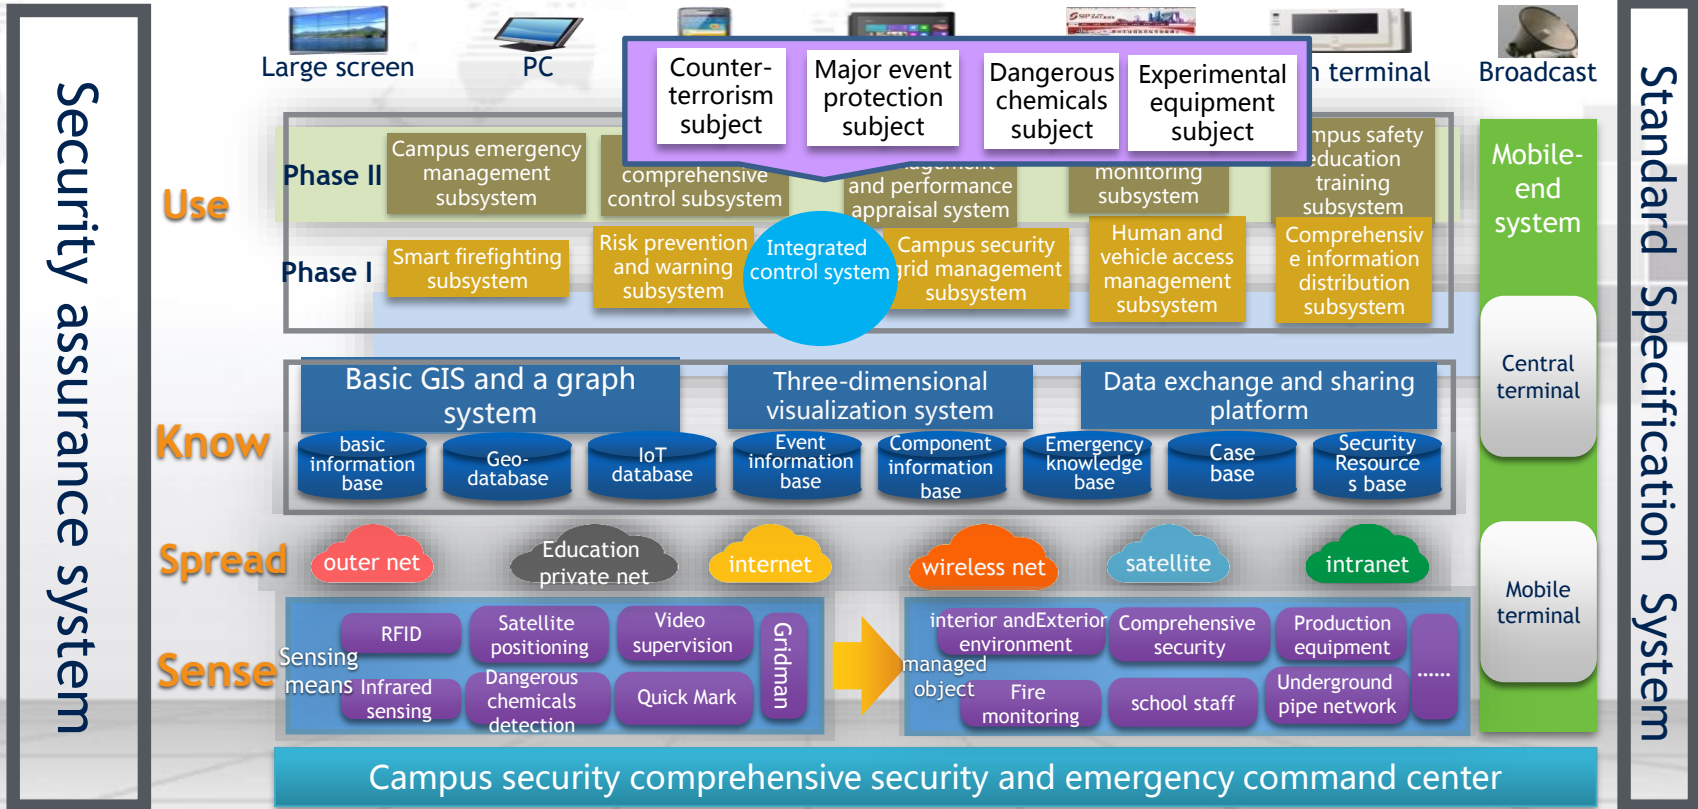 Security assurance system
Large screen
PC
terminal
Broadcast
Counter-
terrorism
subject
Major event
protection
subject
Dangerous
chemicals
subject
Experimental
equipment
subject
Use
Phase II
Campus emergency
management
subsystem
comprehensive
control subsystem
and performance
appraisal system
monitoring
subsystem
education
training
subsystem
Phase I
Smart firefighting
subsystem
Risk prevention
and warning
subsystem
Integrated
control system
Campus security
grid management
subsystem
Human and
vehicle access
management
subsystem
Comprehensiv
e information
distribution
subsystem
Know
Basic GIS and a graph
system
Three-dimensional
visualization system
Data exchange and sharing
platform
basic
information
base
Geo-
database
IoT
database
Event
information
base
Component
information
base
Emergency
knowledge
base
Case
base
Security
Resource
s base
Spread
outer net
Education
private net
internet
wireless net
satellite
intranet
Sense
Sensing
means
RFID
Satellite
positioning
Video
supervision
Gridman
Infrared
sensing
Dangerous
chemicals
detection
Quick Mark
managed
object
interior andExterior
environment
Comprehensive
security
Production
equipment
......
Fire
monitoring
school staff
Underground
pipe network
Mobile-
end
system
Central
terminal
Mobile
terminal
Campus security comprehensive security and emergency command center
Standard Specification System